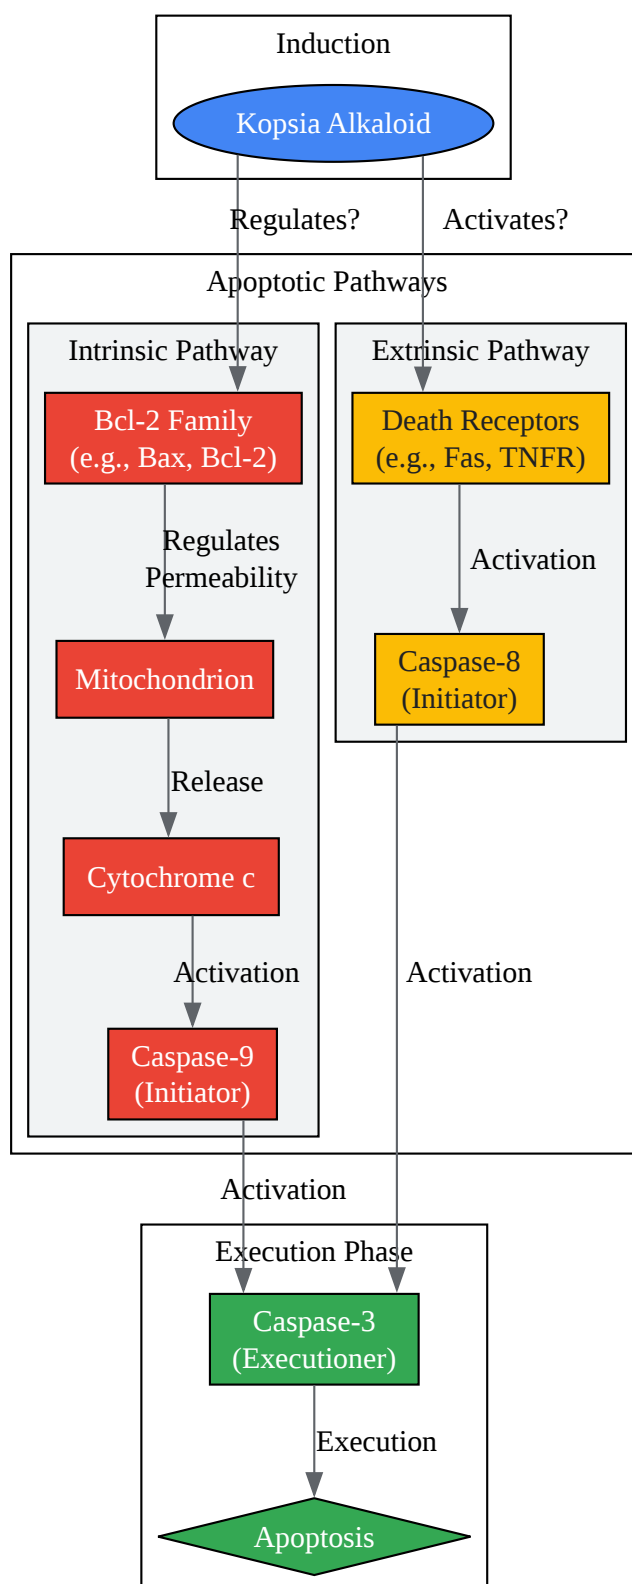 Induction
Kopsia Alkaloid
Regulates?
Activates?
Apoptotic Pathways
Intrinsic Pathway
Extrinsic Pathway
Bcl-2 Family
(e.g., Bax, Bcl-2)
Death Receptors
(e.g., Fas, TNFR)
Regulates
Permeability
Activation
Mitochondrion
Caspase-8
(Initiator)
Release
Cytochrome c
Activation
Activation
Caspase-9
(Initiator)
Activation
Execution Phase
Caspase-3
(Executioner)
Execution
Apoptosis